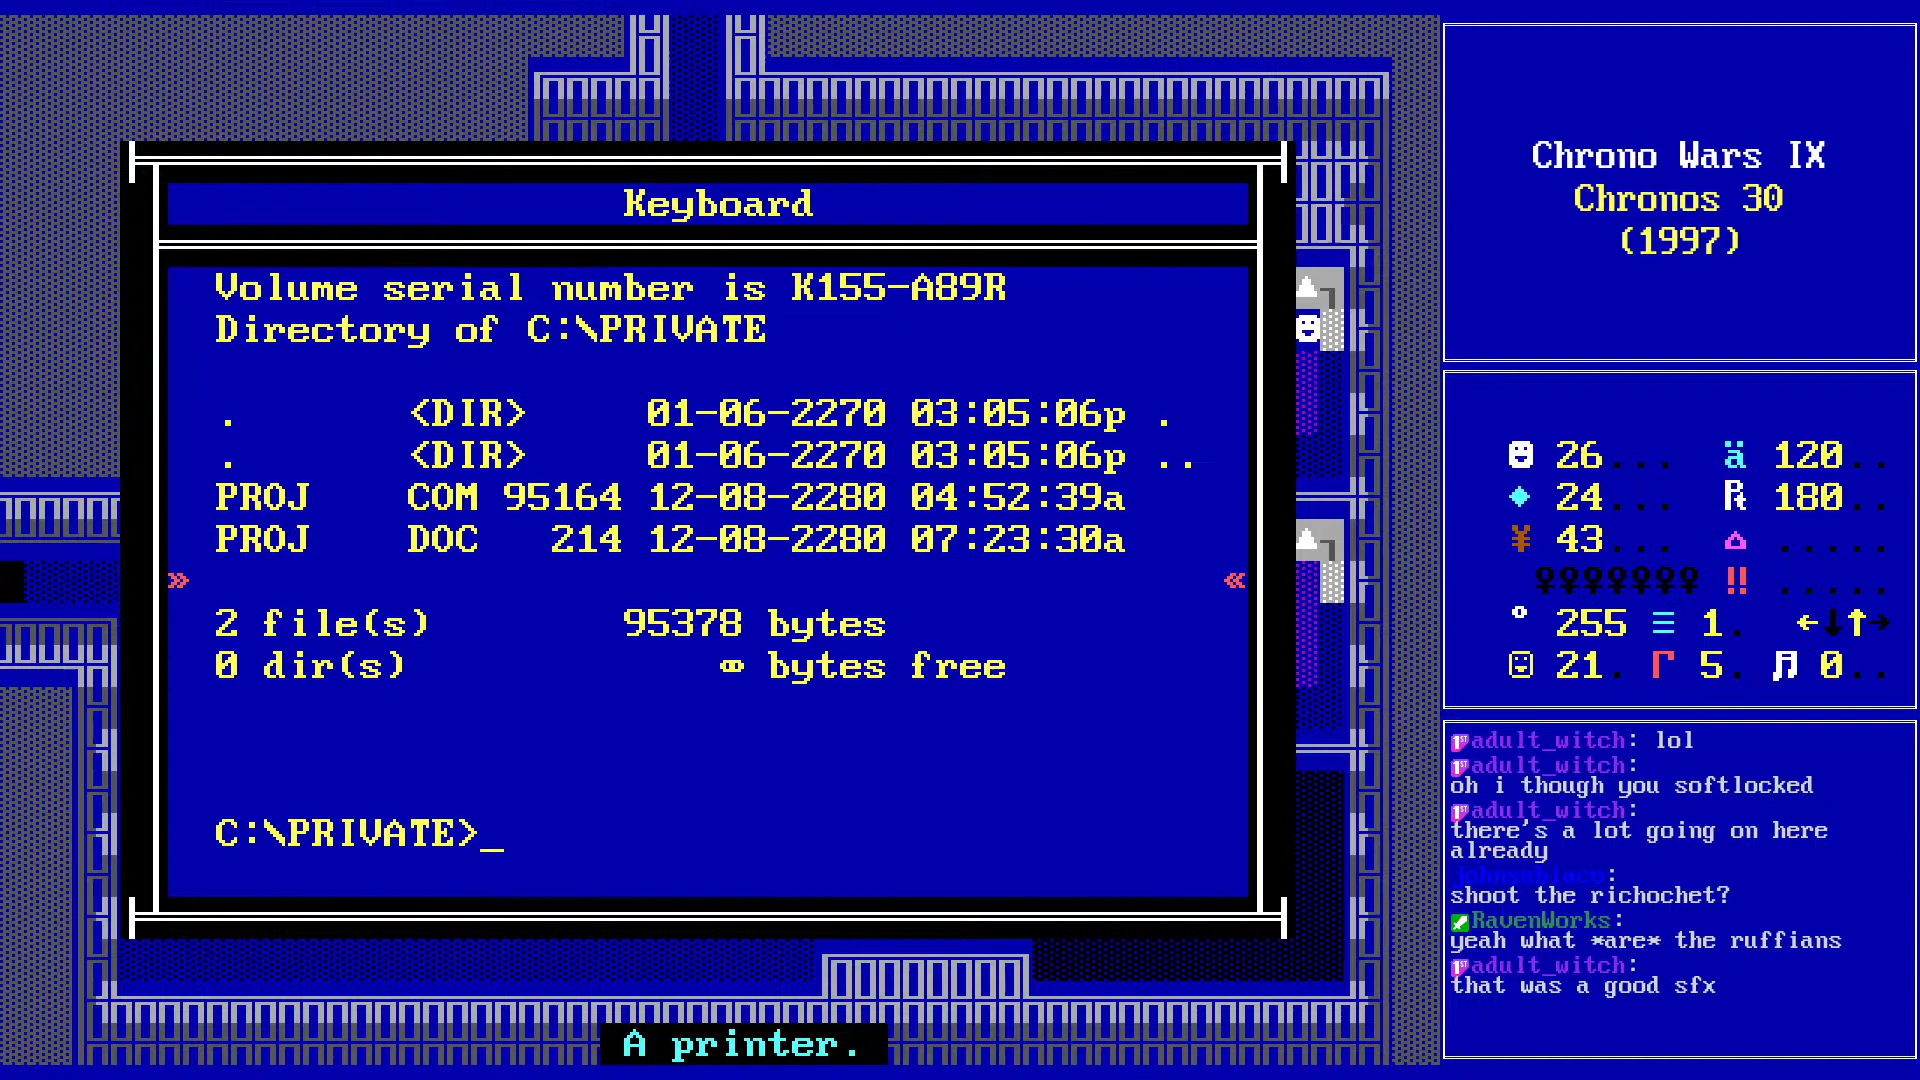 Keyboard
Volume serial number is K155-A89R
Directory of C:\PRIVATE
. <DIR> 01-06-2270 03:05:06p .
. <DIR> 01-06-2270 03:05:06p ..
PROJ COM 95164 12-08-2280 04:52:39a
PROJ DOC 214 12-08-2280 07:23:30a
» «
2 file(s) 95378 bytes
0 dir(s) ∞ bytes free
C:\PRIVATE>_
A printer.
Chrono Wars IX
Chronos 30
(1997)
26... ä 120..
24... ℞ 180..
¥ 43... .....
♀♀♀♀♀♀♀ ‼ .....
° 255 ≡ 1. ←↓↑→
21. Γ 5. ♬ 0..
adult_witch: lol
adult_witch:
oh i though you softlocked
adult_witch:
there's a lot going on here
already
shoot the richochet?
RavenWorks:
yeah what *are* the ruffians
adult_witch:
that was a good sfx